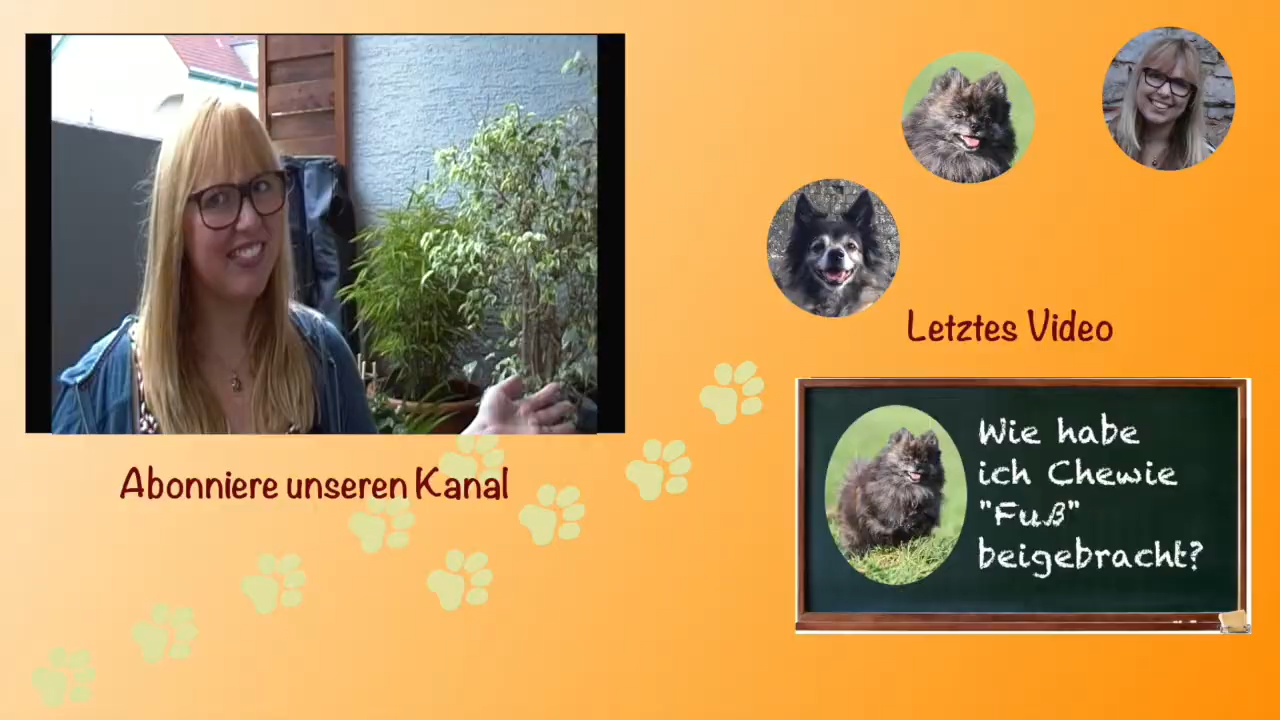 Abonniere unseren Kanal
Letztes Video
Wie habe
ich Chewie
"Fuß"
beigebracht?